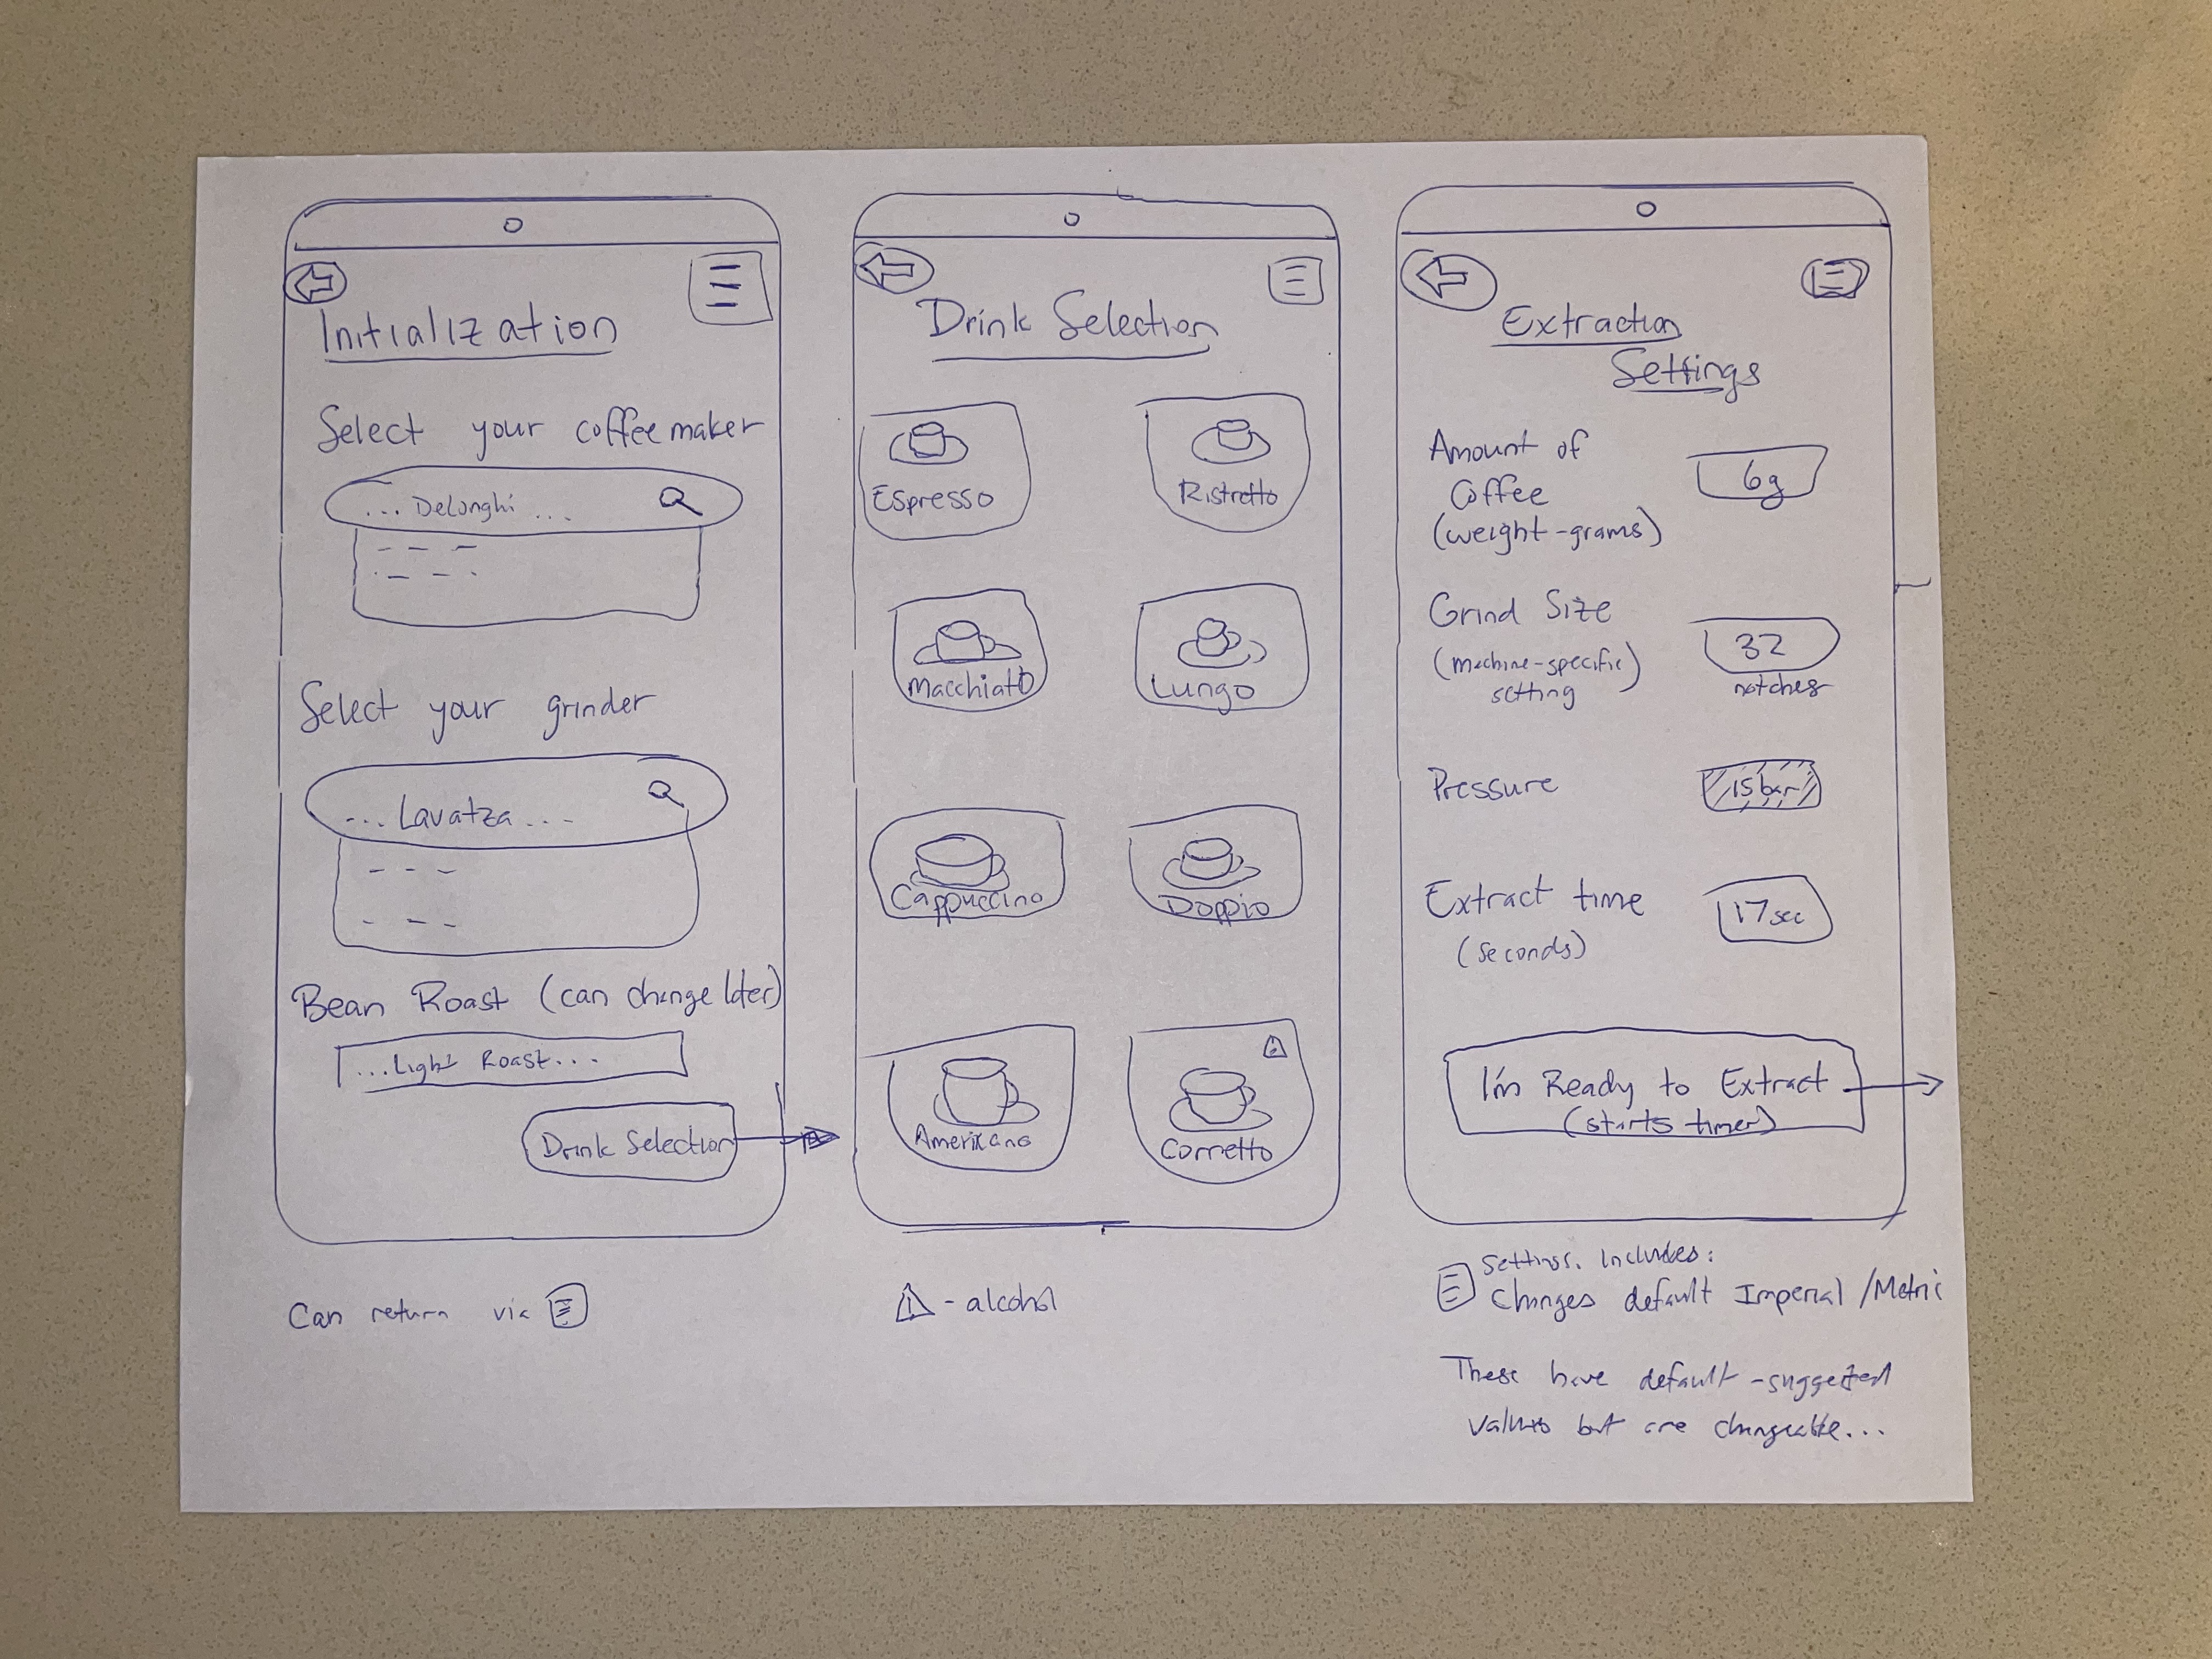 Initialization
Select your coffee maker
... Delonghi ...
Select your grinder
... Lavatza ...
Bean Roast (can change later)
...Light Roast...
Drink Selection
Can return via
Drink Selection
Espresso
Ristretto
Macchiato
Lungo
Cappuccino
Doppio
Americano
Corretto
- alcohol
Extraction
Settings
Amount of
Coffee
(weight-grams)
6g
Grind Size
(machine-specific
setting)
32
notches
Pressure
15 bar
Extract time
(seconds)
17 sec
I'm Ready to Extract
(starts timer)
Settings. Includes:
Changes default Imperial / Metric
These have default-suggested
values but are changeable...